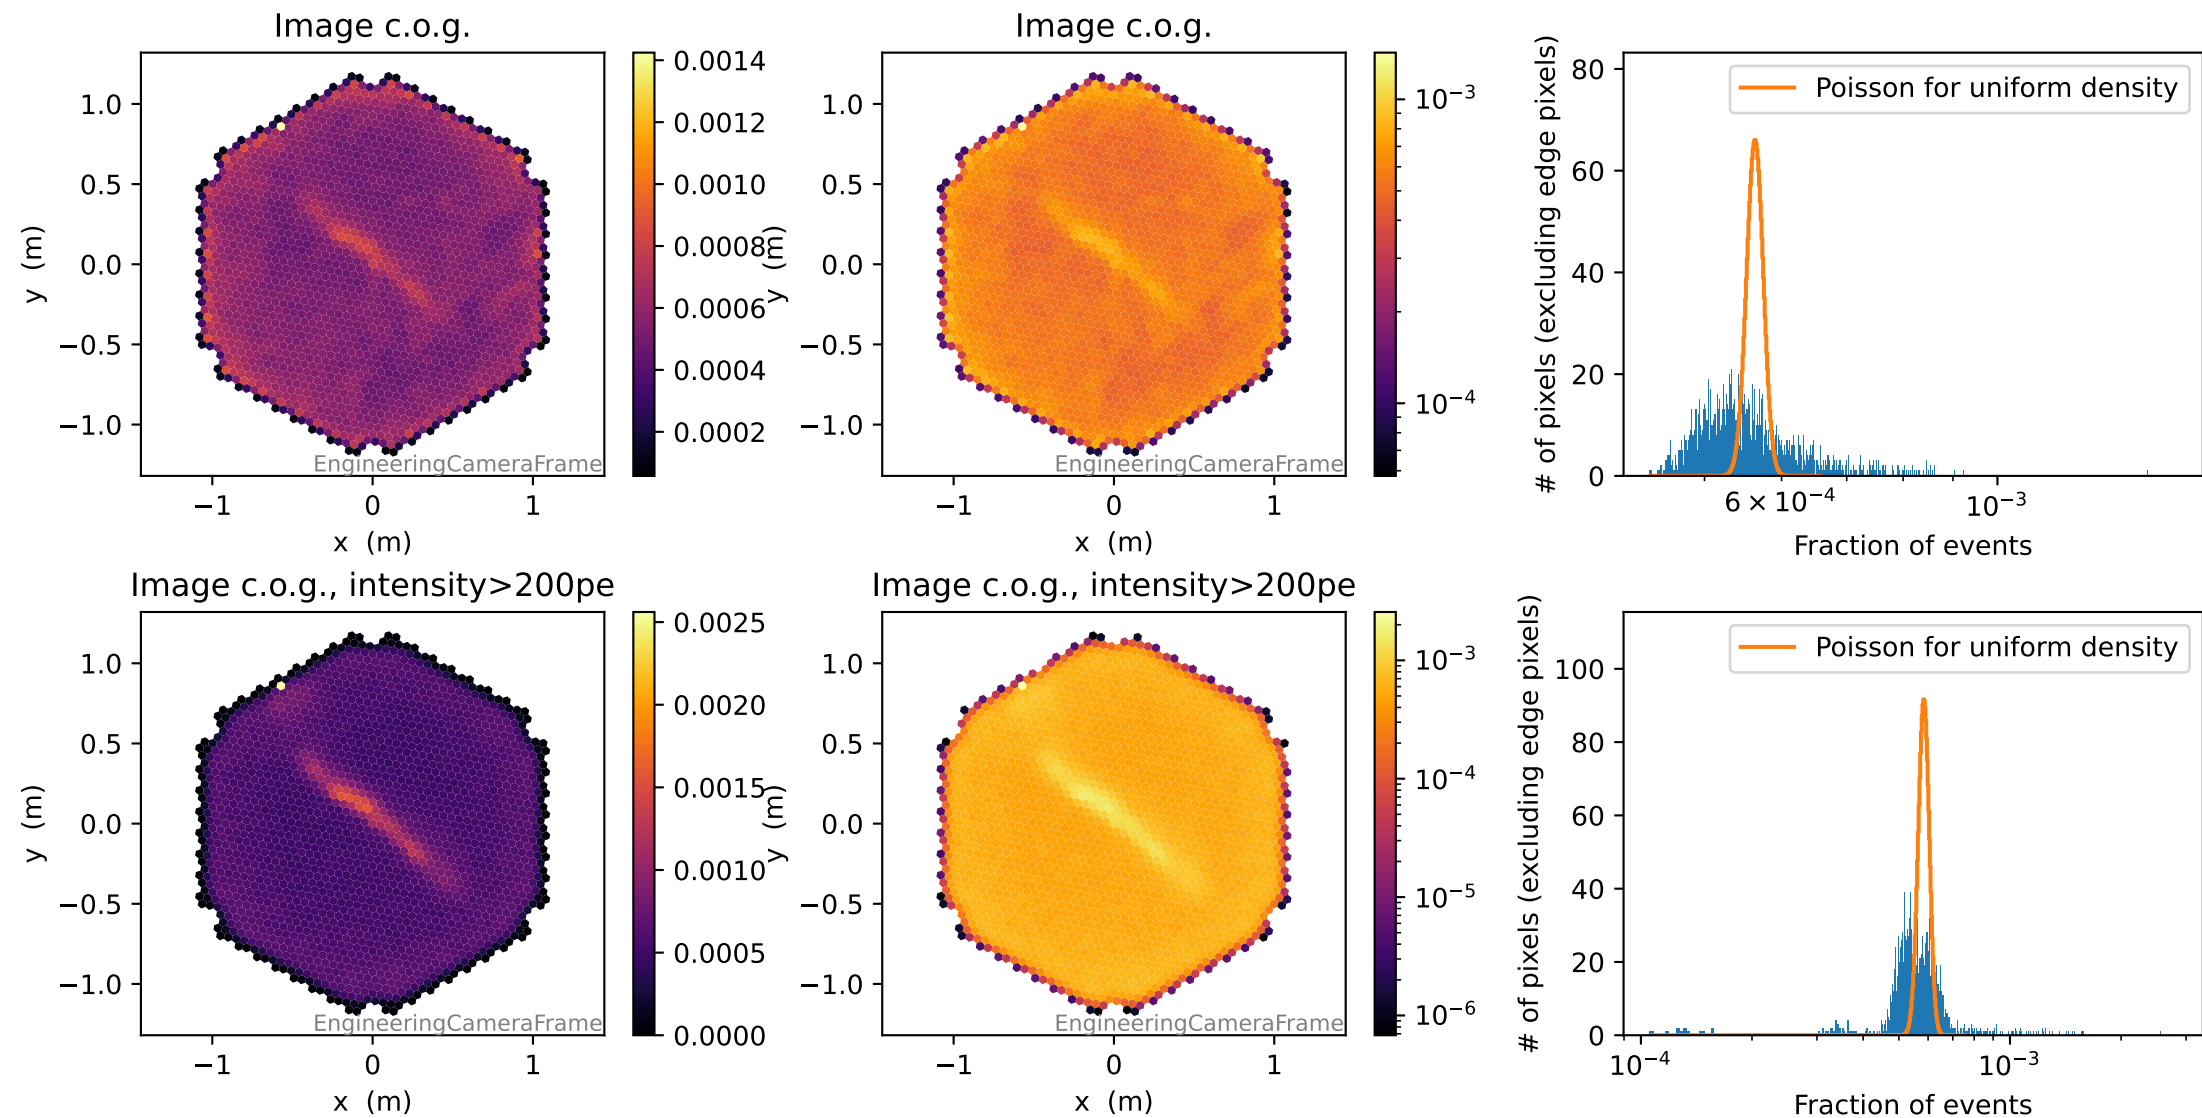 Image c.o.g.
1.0
0.5
0.0
−0.5
−1.0
y (m)
−1
0
1
x (m)
EngineeringCameraFrame
0.0014
0.0012
0.0010
0.0008
0.0006
0.0004
0.0002
Image c.o.g.
1.0
0.5
0.0
−0.5
−1.0
y (m)
−1
0
1
x (m)
EngineeringCameraFrame
10⁻³
10⁻⁴
# of pixels (excluding edge pixels)
80
60
40
20
0
Poisson for uniform density
6 × 10⁻⁴
10⁻³
Fraction of events
Image c.o.g., intensity>200pe
1.0
0.5
0.0
−0.5
−1.0
y (m)
−1
0
1
x (m)
EngineeringCameraFrame
0.0025
0.0020
0.0015
0.0010
0.0005
0.0000
Image c.o.g., intensity>200pe
1.0
0.5
0.0
−0.5
−1.0
y (m)
−1
0
1
x (m)
EngineeringCameraFrame
10⁻³
10⁻⁴
10⁻⁵
10⁻⁶
# of pixels (excluding edge pixels)
100
80
60
40
20
0
Poisson for uniform density
10⁻⁴
10⁻³
Fraction of events